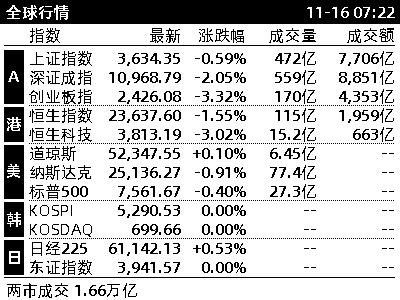 全球行情 11-16 07:22
指数 最新 涨跌幅 成交量 成交额
A
上证指数 3,634.35 -0.59% 472亿 7,706亿
深证成指 10,968.79 -2.05% 559亿 8,851亿
创业板指 2,426.08 -3.32% 170亿 4,353亿
港
恒生指数 23,637.60 -1.55% 115亿 1,959亿
恒生科技 3,813.19 -3.02% 15.2亿 663亿
美
道琼斯 52,347.55 +0.10% 6.45亿 --
纳斯达克 25,136.27 -0.91% 77.4亿 --
标普500 7,561.67 -0.40% 27.3亿 --
韩
KOSPI 5,290.53 0.00% -- --
KOSDAQ 699.66 0.00% -- --
日
日经225 61,142.13 +0.53% -- --
东证指数 3,941.57 0.00% -- --
两市成交 1.66万亿